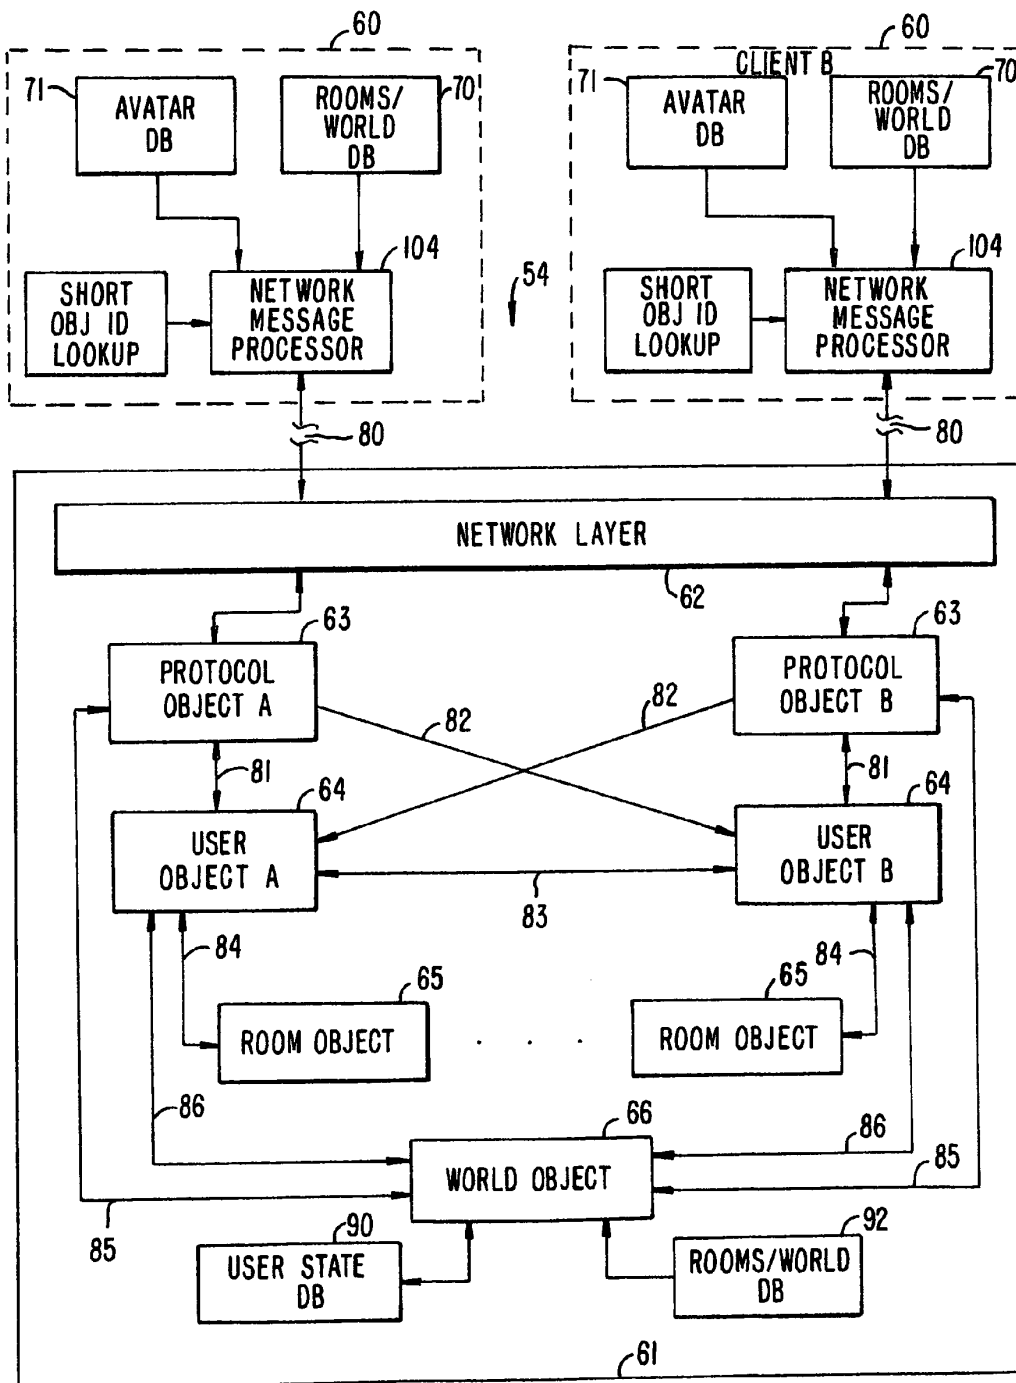 60
60
CLIENT B
71
AVATAR
DB
ROOMS/
WORLD
DB
70
71
AVATAR
DB
ROOMS/
WORLD
DB
70
SHORT
OBJ ID
LOOKUP
104
NETWORK
MESSAGE
PROCESSOR
54
SHORT
OBJ ID
LOOKUP
104
NETWORK
MESSAGE
PROCESSOR
80
80
NETWORK LAYER
62
63
PROTOCOL
OBJECT A
63
PROTOCOL
OBJECT B
82
82
81
81
64
USER
OBJECT A
64
USER
OBJECT B
83
84
84
65
ROOM OBJECT
. . .
65
ROOM OBJECT
86
86
66
WORLD OBJECT
85
85
90
USER STATE
DB
92
ROOMS/WORLD
DB
61